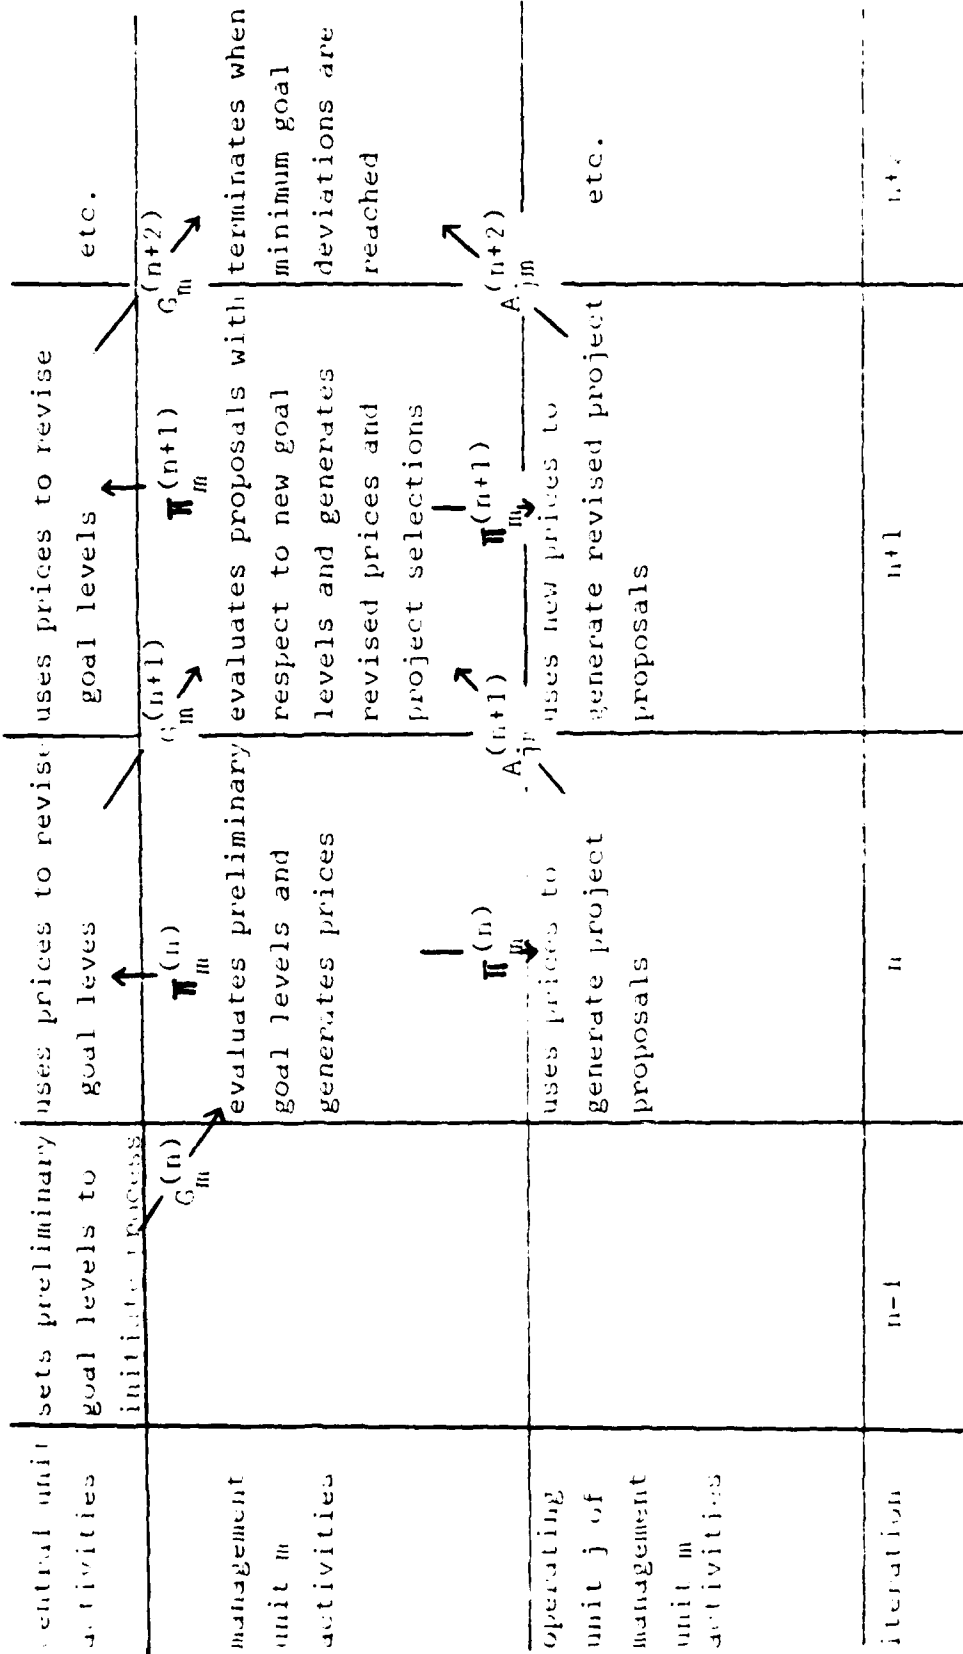 central unit activities
sets preliminary
goal levels to
initiate process
uses prices to revise
goal leves
uses prices to revise
goal levels
etc.
G_m^(n)
π_m^(n)
G_m^(n+1)
π_m^(n+1)
G_m^(n+2)
management
unit m
activities
evaluates preliminary
goal levels and
generates prices
evaluates proposals with
respect to new goal
levels and generates
revised prices and
project selections
terminates when
minimum goal
deviations are
reached
π_m^(n)
A_jm^(n+1)
π_m^(n+1)
A_jm^(n+2)
operating
unit j of
management
unit m
activities
uses prices to
generate project
proposals
uses new prices to
generate revised project
proposals
etc.
iteration
n-1
n
n+1